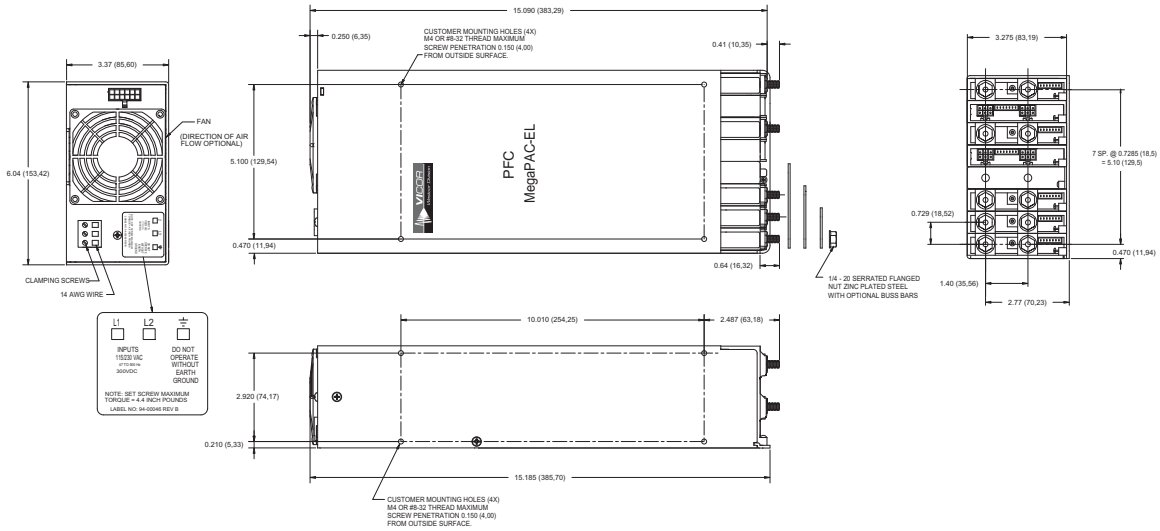 15.090 (383,29)
0.250 (6,35)
CUSTOMER MOUNTING HOLES (4X)
M4 OR #8-32 THREAD MAXIMUM
SCREW PENETRATION 0.150 (4,00)
FROM OUTSIDE SURFACE.
0.41 (10,35)
3.275 (83,19)
3.37 (85,60)
FAN
(DIRECTION OF AIR
FLOW OPTIONAL)
6.04 (153,42)
5.100 (129,54)
VICOR
PFC
MegaPAC-EL
7 SP. @ 0.7285 (18,5)
= 5.10 (129,5)
0.729 (18,52)
0.470 (11,94)
0.470 (11,94)
0.64 (16,32)
1/4 - 20 SERRATED FLANGED
NUT ZINC PLATED STEEL
WITH OPTIONAL BUSS BARS
1.40 (35,56)
2.77 (70,23)
CLAMPING SCREWS
14 AWG WIRE
L1 L2
INPUTS
115/230 VAC
300VDC
DO NOT
OPERATE
WITHOUT
EARTH
GROUND
NOTE: SET SCREW MAXIMUM
TORQUE = 4.4 INCH POUNDS
LABEL NO: 94-00046 REV B
10.010 (254,25)
2.487 (63,18)
2.920 (74,17)
0.210 (5,33)
15.185 (385,70)
CUSTOMER MOUNTING HOLES (4X)
M4 OR #8-32 THREAD MAXIMUM
SCREW PENETRATION 0.150 (4,00)
FROM OUTSIDE SURFACE.